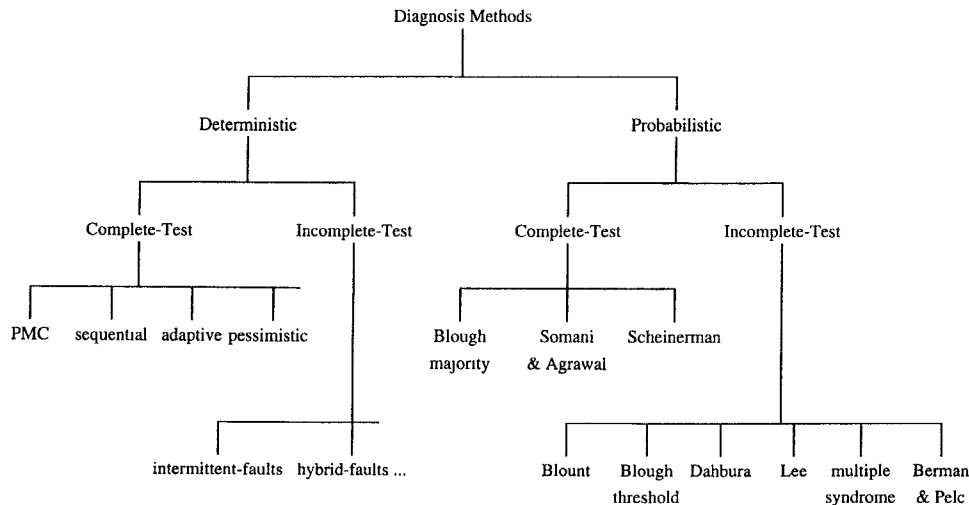 Diagnosis Methods
Deterministic
Probabilistic
Complete-Test
Incomplete-Test
Complete-Test
Incomplete-Test
PMC
sequential
adaptive
pessimistic
Blough
majority
Somani
& Agrawal
Scheinerman
intermittent-faults
hybrid-faults ...
Blount
Blough
threshold
Dahbura
Lee
multiple
syndrome
Berman
& Pelc